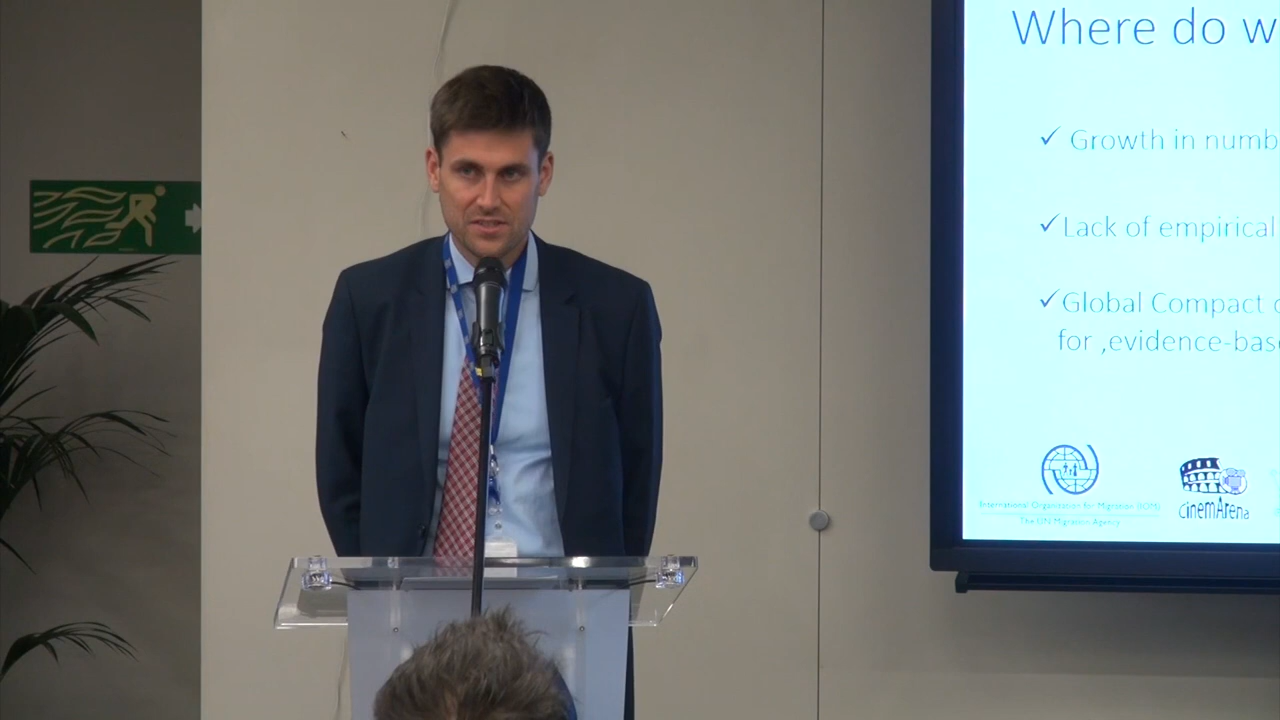 Where do w
✓ Growth in numb
✓ Lack of empirical
✓ Global Compact
for ‚evidence-bas
International Organization for Migration (IOM)
The UN Migration Agency
cinemArena